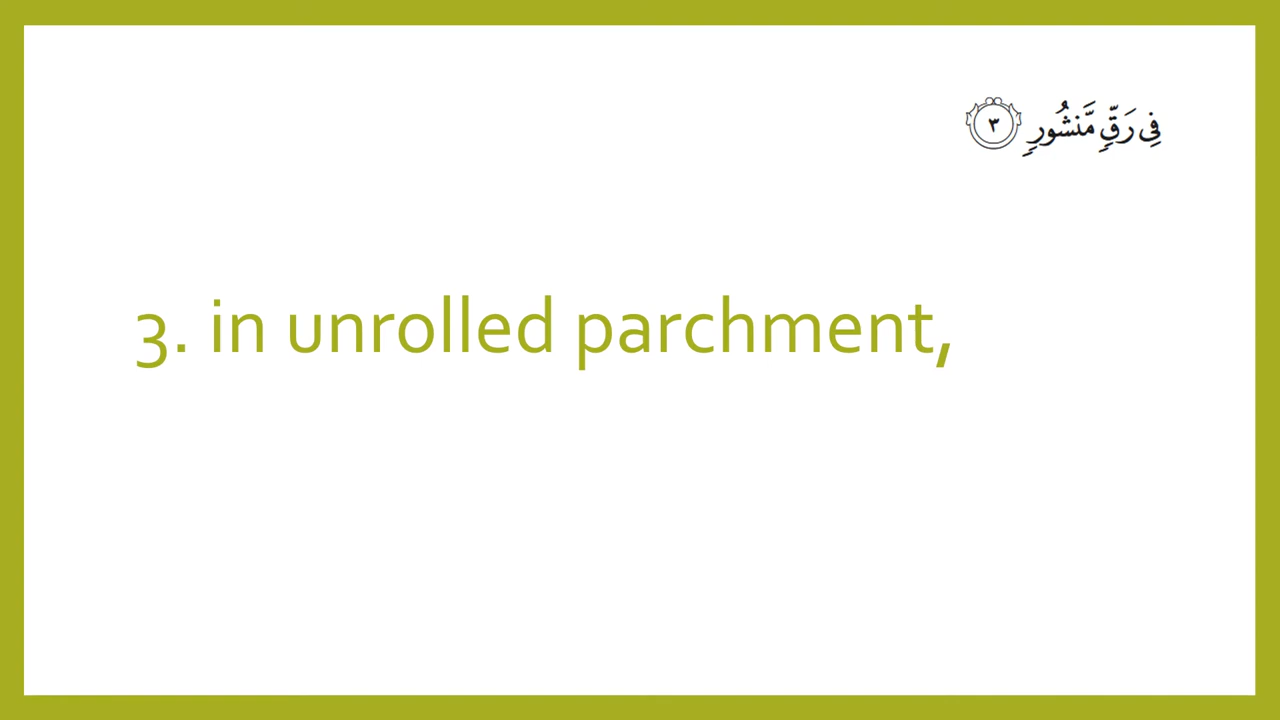 فِى رَقٍّ مَّنشُورٍ ٣
3. in unrolled parchment,